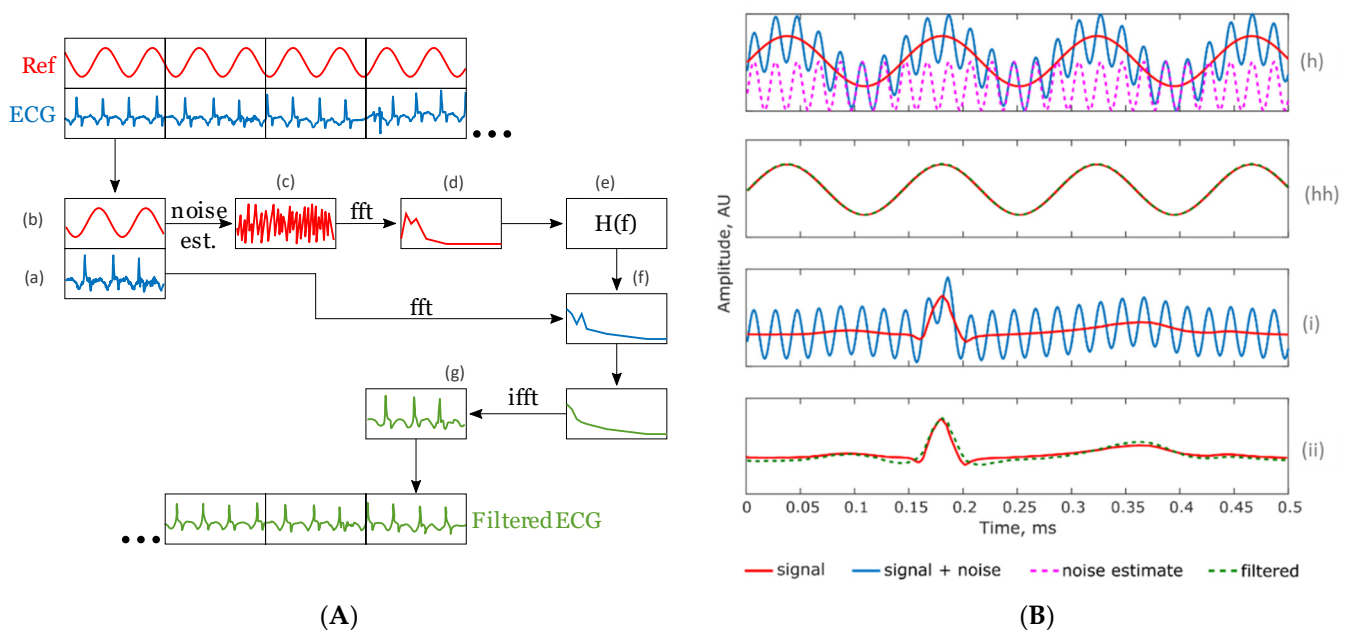 Ref
ECG
•••
(b)
noise
est.
(c)
fft
(d)
(e)
H(f)
(a)
fft
(f)
(g)
ifft
•••
Filtered ECG
(A)
Amplitude, AU
(h)
(hh)
(i)
(ii)
0 0.05 0.1 0.15 0.2 0.25 0.3 0.35 0.4 0.45 0.5
Time, ms
signal signal + noise noise estimate filtered
(B)